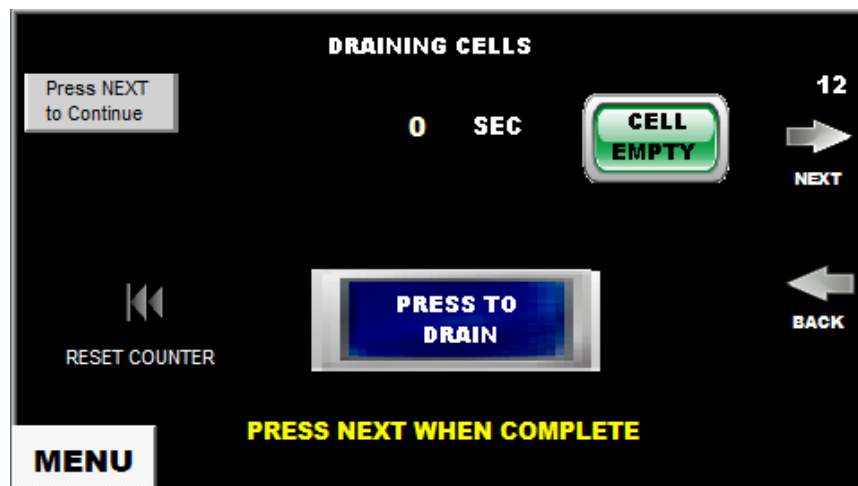 DRAINING CELLS
Press NEXT
to Continue
12
0 SEC
CELL
EMPTY
NEXT
PRESS TO
DRAIN
BACK
RESET COUNTER
PRESS NEXT WHEN COMPLETE
MENU